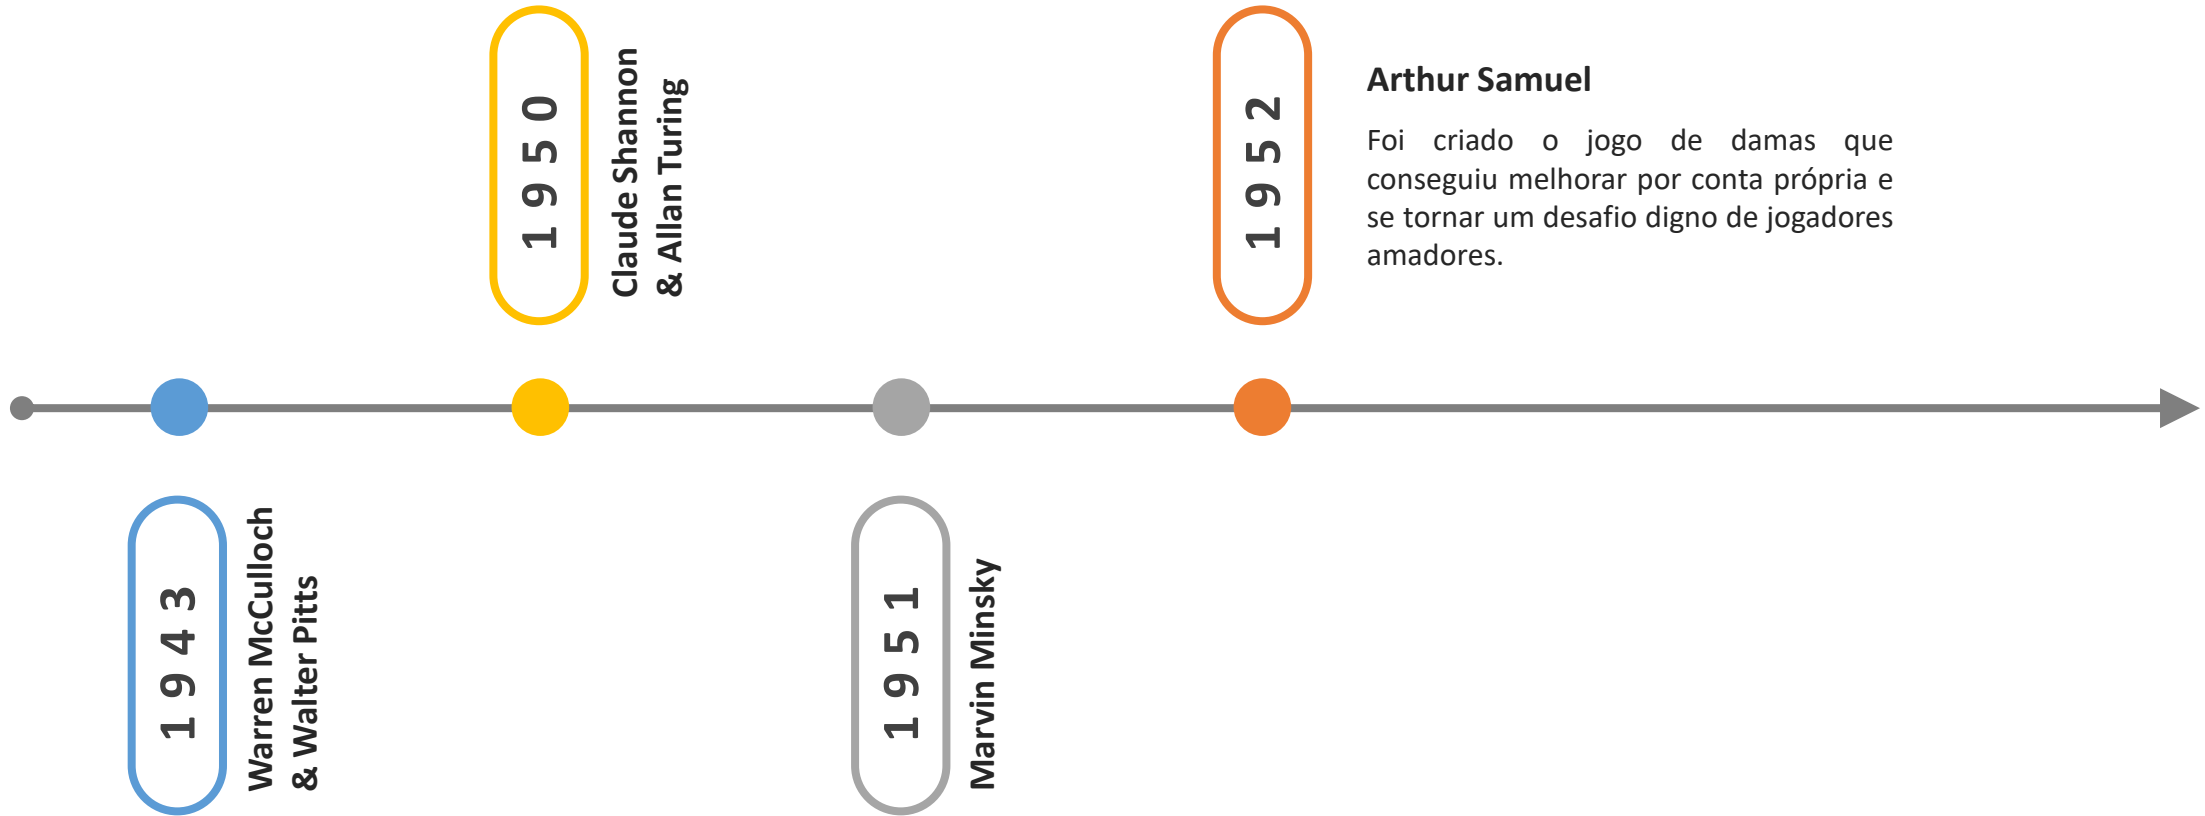 1943
Warren McCulloch
& Walter Pitts
1950
Claude Shannon
& Allan Turing
1951
Marvin Minsky
1952
Arthur Samuel
Foi criado o jogo de damas que
conseguiu melhorar por conta própria e
se tornar um desafio digno de jogadores
amadores.